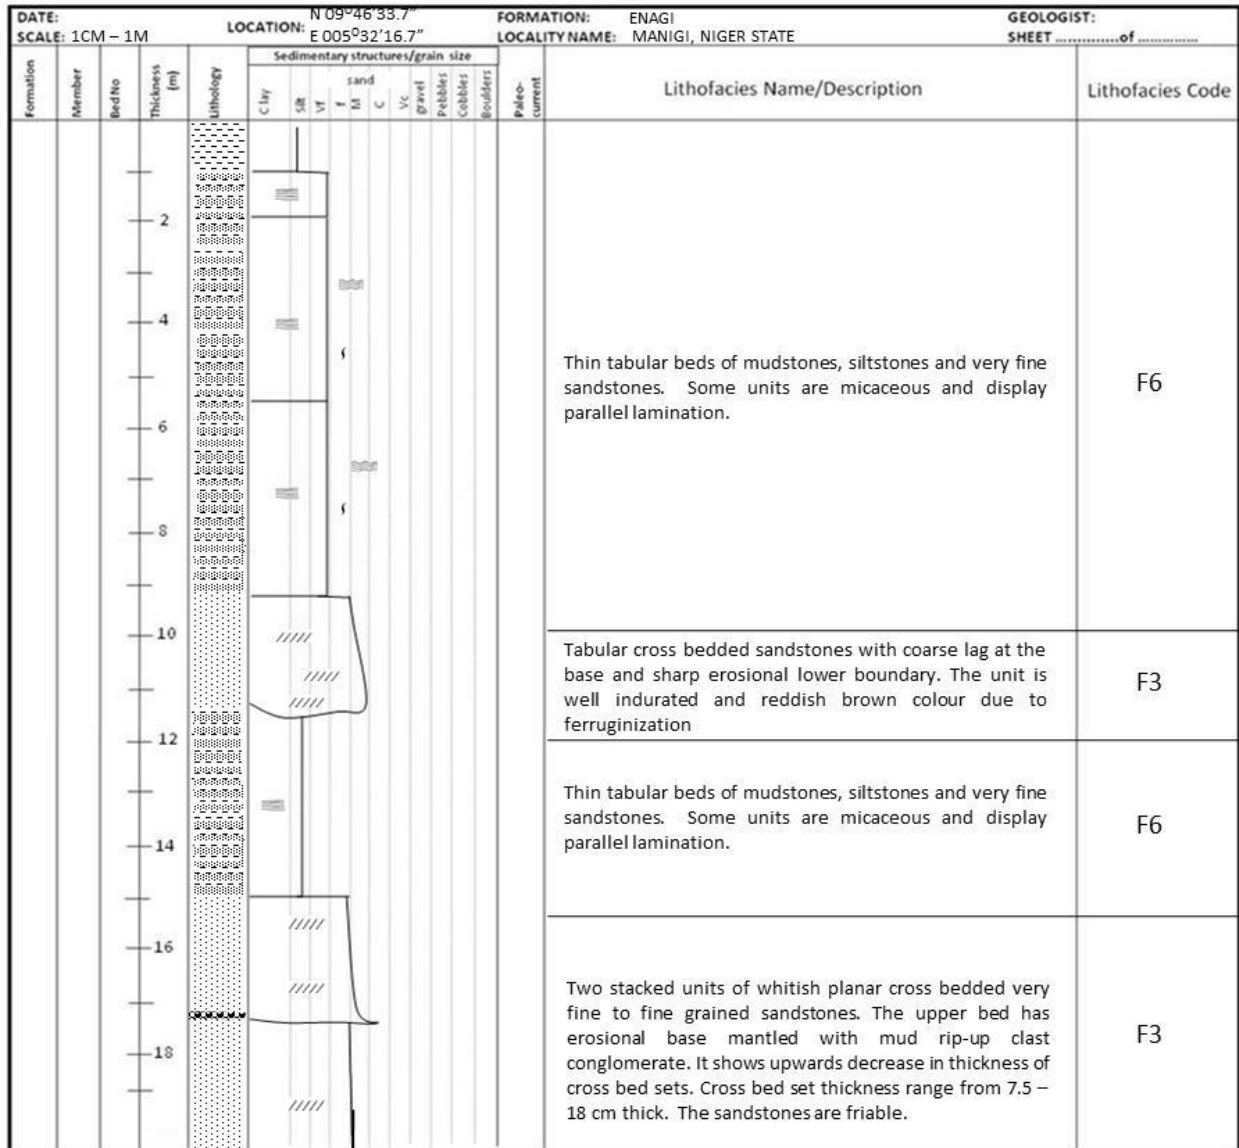 DATE:
SCALE: 1CM – 1M
LOCATION:
N 09⁰46'33.7"
E 005⁰32'16.7"
FORMATION: ENAGI
LOCALITY NAME: MANIGI, NIGER STATE
GEOLOGIST:
SHEET ..............of ..............
Formation
Member
Bed No
Thickness (m)
Lithology
Sedimentary structures/grain size
sand
Clay
Silt
Vf
f
M
C
Vc
gravel
Pebbles
Cobbles
Boulders
Paleo-current
Lithofacies Name/Description
Lithofacies Code
2
4
6
8
10
12
14
16
18
Thin tabular beds of mudstones, siltstones and very fine
sandstones. Some units are micaceous and display
parallel lamination.
F6
Tabular cross bedded sandstones with coarse lag at the
base and sharp erosional lower boundary. The unit is
well indurated and reddish brown colour due to
ferruginization
F3
Thin tabular beds of mudstones, siltstones and very fine
sandstones. Some units are micaceous and display
parallel lamination.
F6
Two stacked units of whitish planar cross bedded very
fine to fine grained sandstones. The upper bed has
erosional base mantled with mud rip-up clast
conglomerate. It shows upwards decrease in thickness of
cross bed sets. Cross bed set thickness range from 7.5 –
18 cm thick. The sandstones are friable.
F3